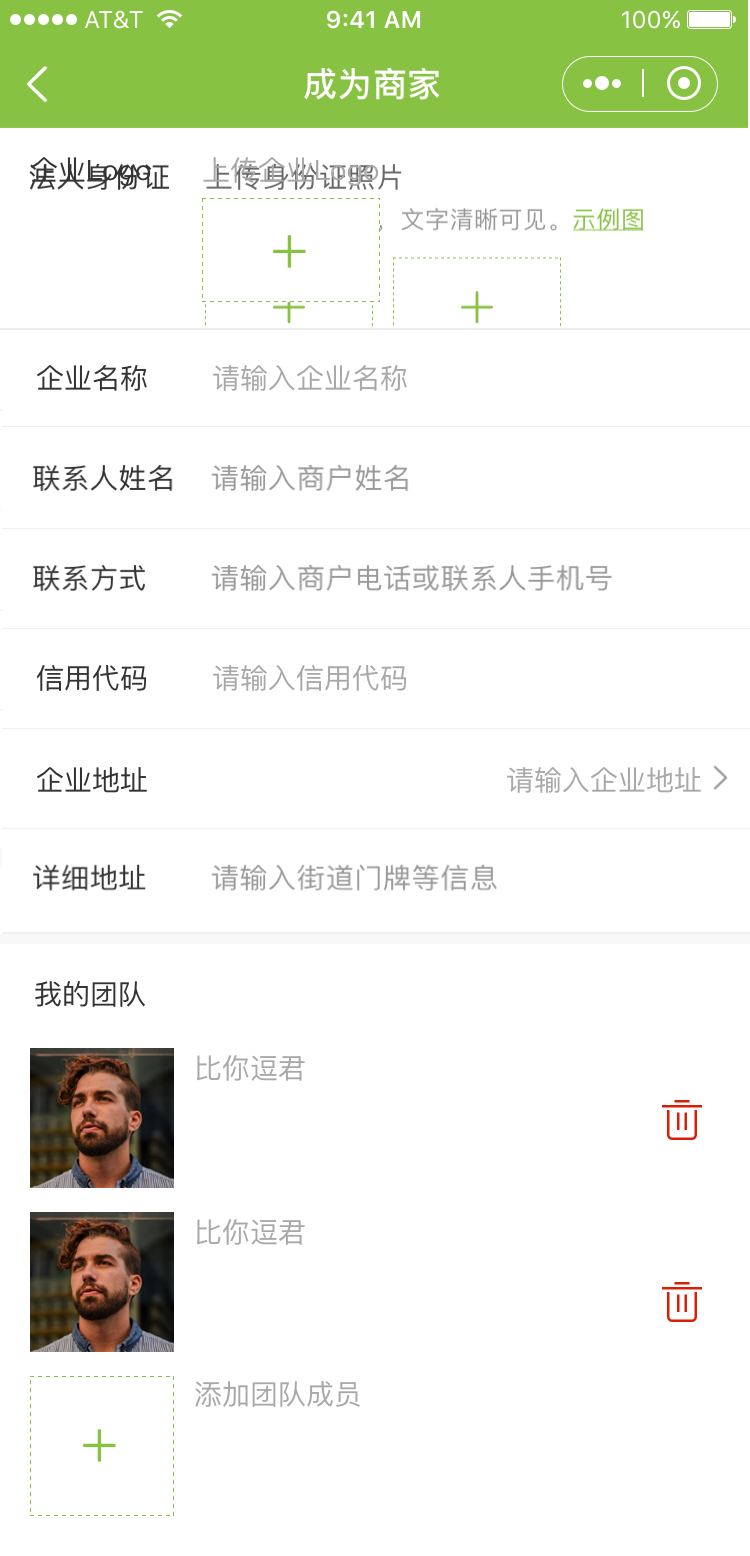 AT&T 9:41 AM 100%
成为商家
企业Logo 上传企业Logo
法人身份证 上传身份证照片
，文字清晰可见。示例图
企业名称 请输入企业名称
联系人姓名 请输入商户姓名
联系方式 请输入商户电话或联系人手机号
信用代码 请输入信用代码
企业地址 请输入企业地址
详细地址 请输入街道门牌等信息
我的团队
比你逗君
比你逗君
添加团队成员